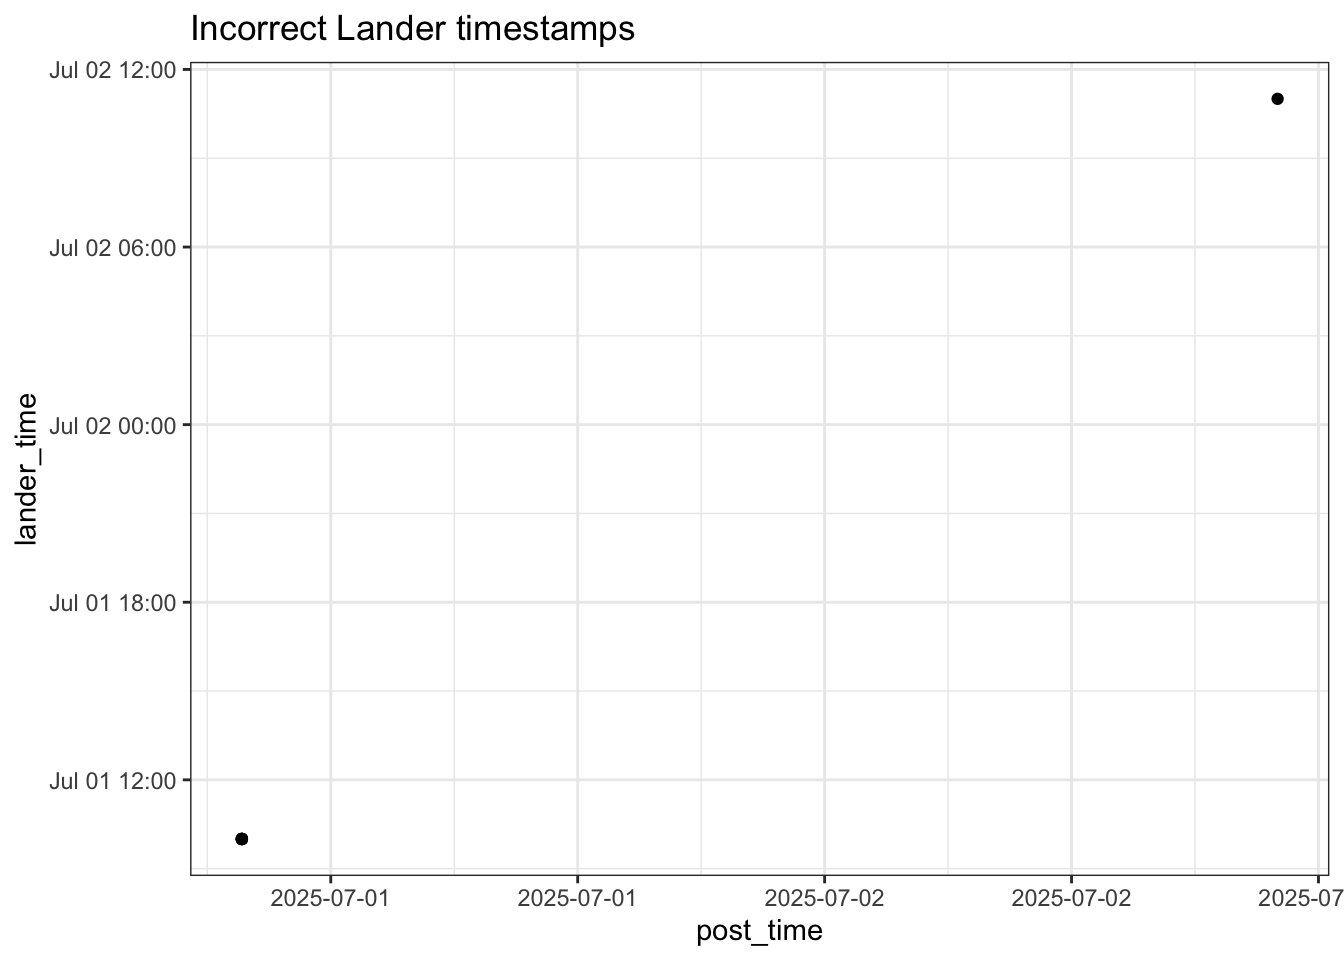 Incorrect Lander timestamps
Jul 02 12:00
Jul 02 06:00
Jul 02 00:00
Jul 01 18:00
Jul 01 12:00
lander_time
2025-07-01 2025-07-01 2025-07-02 2025-07-02 2025-07
post_time